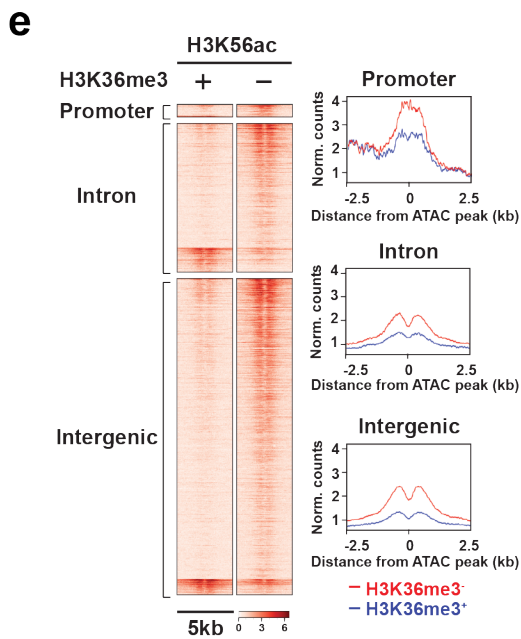 e
H3K56ac
H3K36me3 + −
Promoter
Intron
Intergenic
5kb
0 3 6
Promoter
Norm. counts
4
3
2
1
-2.5 0 2.5
Distance from ATAC peak (kb)
Intron
Norm. counts
4
3
2
1
-2.5 0 2.5
Distance from ATAC peak (kb)
Intergenic
Norm. counts
4
3
2
1
-2.5 0 2.5
Distance from ATAC peak (kb)
H3K36me3⁻
H3K36me3⁺